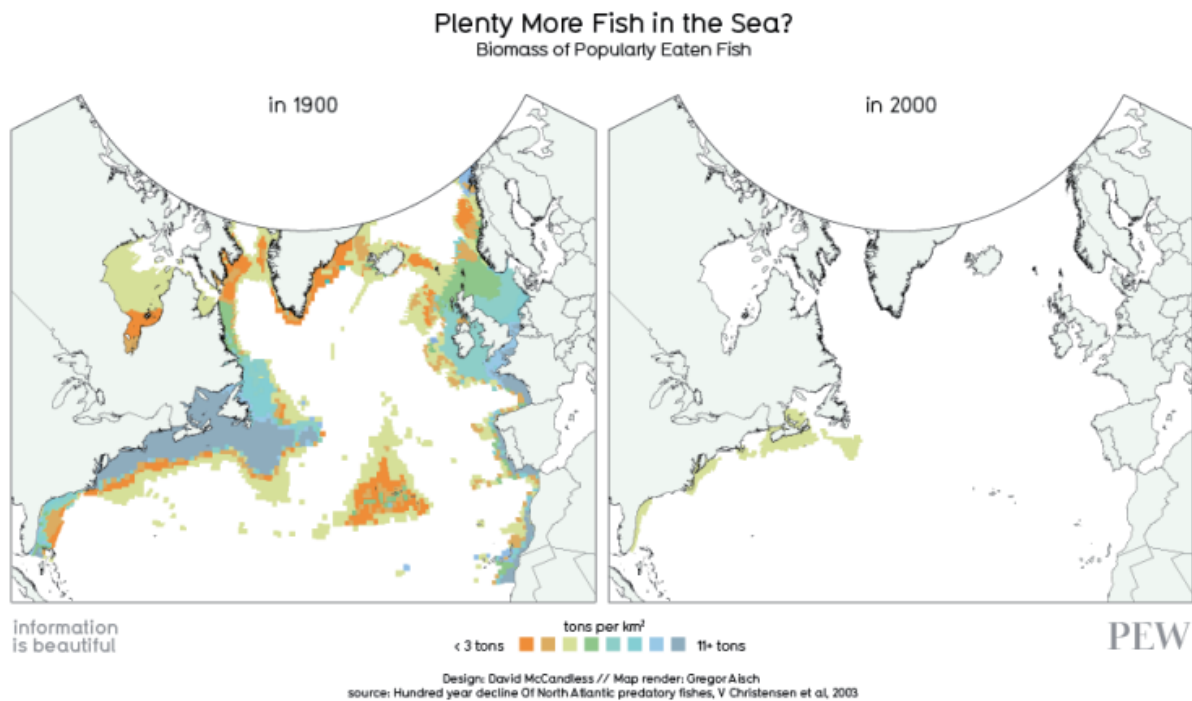 Plenty More Fish in the Sea?
Biomass of Popularly Eaten Fish
in 1900
in 2000
information
is beautiful
tons per km²
< 3 tons
11+ tons
PEW
Design: David McCandless // Map render: Gregor Aisch
source: Hundred year decline Of North Atlantic predatory fishes, V Christensen et al, 2003